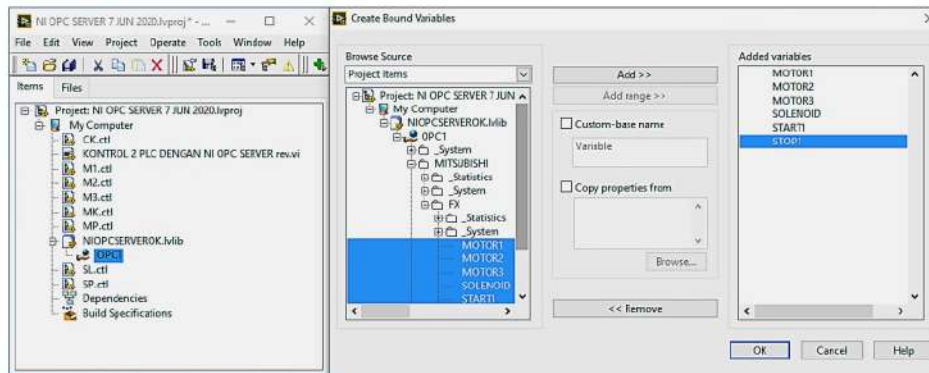 NI OPC SERVER 7 JUN 2020.lvproj * - ...
File Edit View Project Operate Tools Window Help
Items Files
Project: NI OPC SERVER 7 JUN 2020.lvproj
My Computer
CK.ctl
KONTROL 2 PLC DENGAN NI OPC SERVER rev.vi
M1.ctl
M2.ctl
M3.ctl
MK.ctl
MP.ctl
NIOPCSERVEROK.lvlib
OPC1
SL.ctl
SP.ctl
Dependencies
Build Specifications
Create Bound Variables
Browse Source
Project Items
Project: NI OPC SERVER 7 JUN
My Computer
NIOPCSERVEROK.lvlib
OPC1
_System
MITSUBISHI
_Statistics
_System
FX
_Statistics
_System
MOTOR1
MOTOR2
MOTOR3
SOLENOID
START1
Add >>
Add range >>
Custom-base name
Variable
Copy properties from
Browse...
<< Remove
Added variables
MOTOR1
MOTOR2
MOTOR3
SOLENOID
START1
STOP1
OK Cancel Help